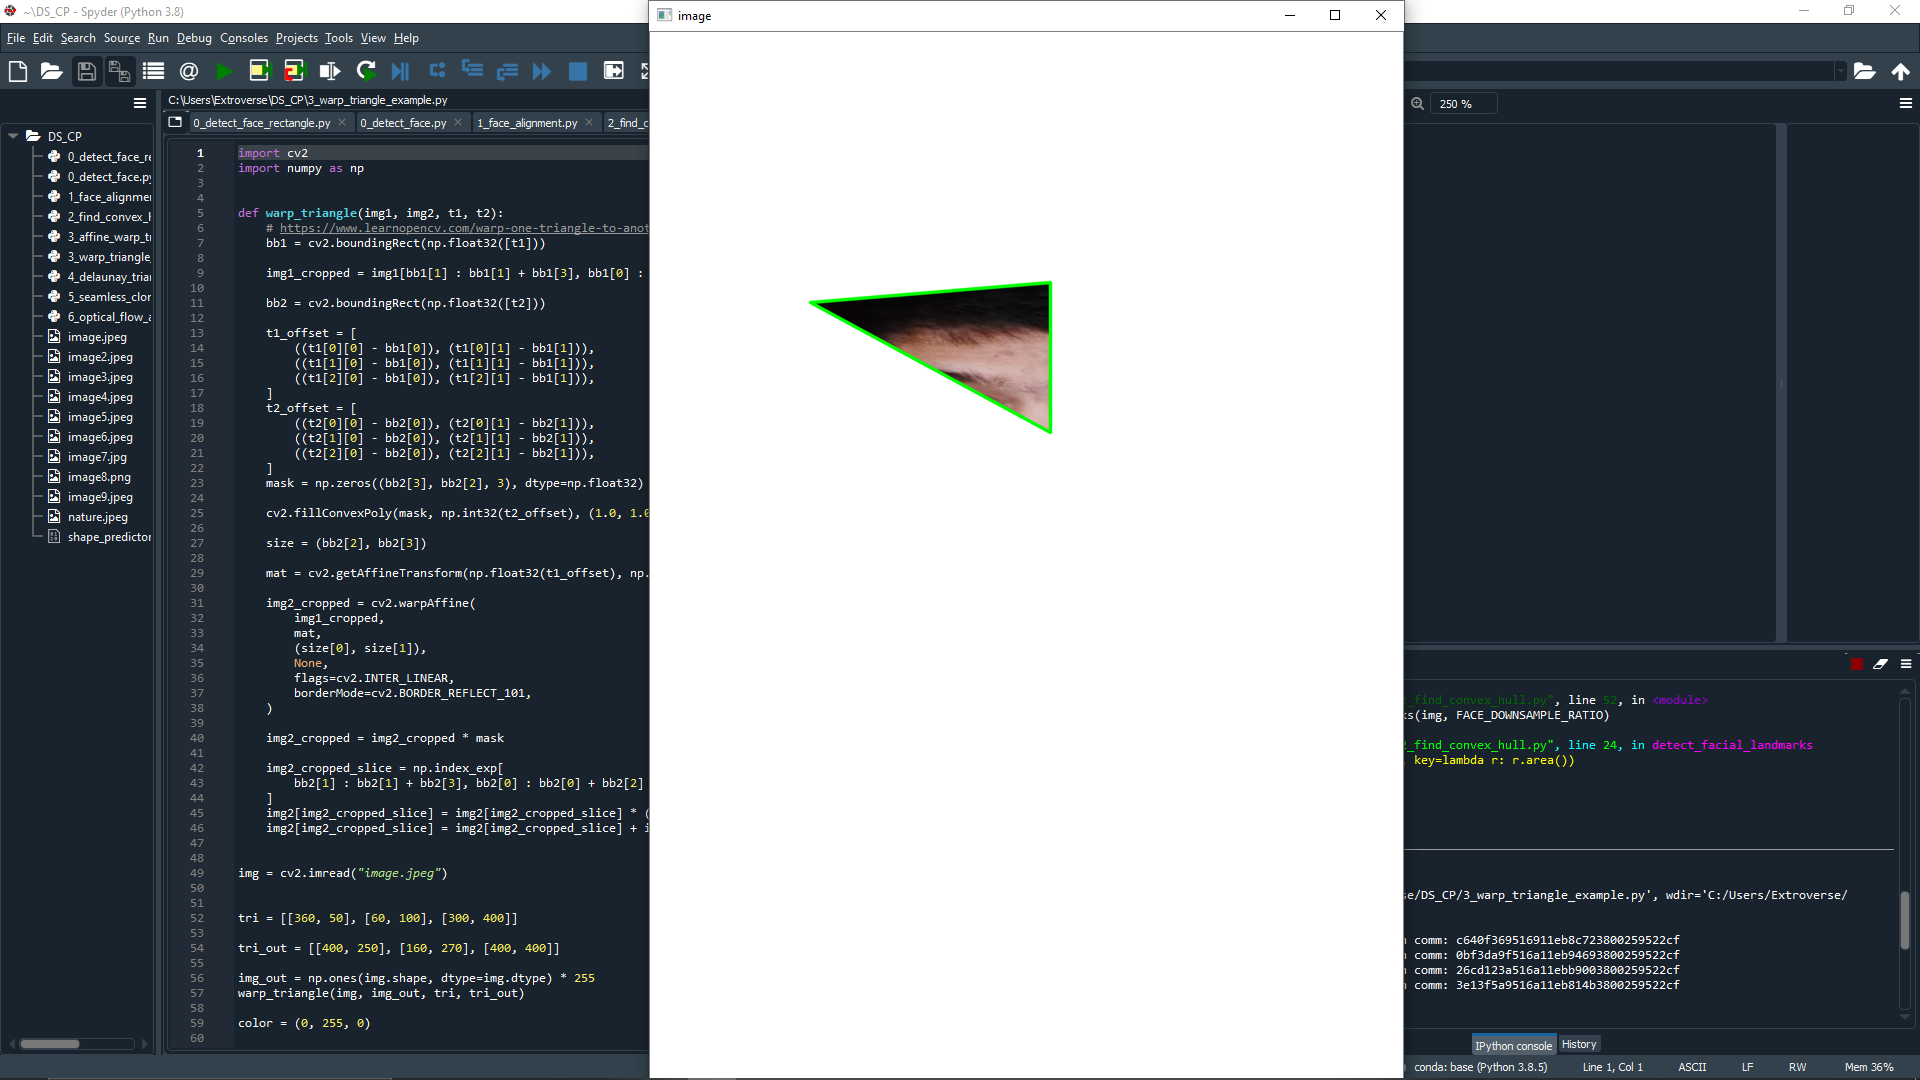 ~\DS_CP - Spyder (Python 3.8)
image
File Edit Search Source Run Debug Consoles Projects Tools View Help
C:\Users\Extroverse\DS_CP\3_warp_triangle_example.py
250 %
0_detect_face_rectangle.py
0_detect_face.py
1_face_alignment.py
2_find_c
DS_CP
0_detect_face_re
0_detect_face.py
1_face_alignmen
2_find_convex_h
3_affine_warp_tr
3_warp_triangle_
4_delaunay_trian
5_seamless_clon
6_optical_flow_a
image.jpeg
image2.jpeg
image3.jpeg
image4.jpeg
image5.jpeg
image6.jpeg
image7.jpg
image8.png
image9.jpeg
nature.jpeg
shape_predictor
1 import cv2
2 import numpy as np
3
4
5 def warp_triangle(img1, img2, t1, t2):
6 # https://www.learnopencv.com/warp-one-triangle-to-anot
7 bb1 = cv2.boundingRect(np.float32([t1]))
8
9 img1_cropped = img1[bb1[1] : bb1[1] + bb1[3], bb1[0] :
10
11 bb2 = cv2.boundingRect(np.float32([t2]))
12
13 t1_offset = [
14 ((t1[0][0] - bb1[0]), (t1[0][1] - bb1[1])),
15 ((t1[1][0] - bb1[0]), (t1[1][1] - bb1[1])),
16 ((t1[2][0] - bb1[0]), (t1[2][1] - bb1[1])),
17 ]
18 t2_offset = [
19 ((t2[0][0] - bb2[0]), (t2[0][1] - bb2[1])),
20 ((t2[1][0] - bb2[0]), (t2[1][1] - bb2[1])),
21 ((t2[2][0] - bb2[0]), (t2[2][1] - bb2[1])),
22 ]
23 mask = np.zeros((bb2[3], bb2[2], 3), dtype=np.float32)
24
25 cv2.fillConvexPoly(mask, np.int32(t2_offset), (1.0, 1.0
26
27 size = (bb2[2], bb2[3])
28
29 mat = cv2.getAffineTransform(np.float32(t1_offset), np.
30
31 img2_cropped = cv2.warpAffine(
32 img1_cropped,
33 mat,
34 (size[0], size[1]),
35 None,
36 flags=cv2.INTER_LINEAR,
37 borderMode=cv2.BORDER_REFLECT_101,
38 )
39
40 img2_cropped = img2_cropped * mask
41
42 img2_cropped_slice = np.index_exp[
43 bb2[1] : bb2[1] + bb2[3], bb2[0] : bb2[0] + bb2[2]
44 ]
45 img2[img2_cropped_slice] = img2[img2_cropped_slice] * (
46 img2[img2_cropped_slice] = img2[img2_cropped_slice] + i
47
48
49 img = cv2.imread("image.jpeg")
50
51
52 tri = [[360, 50], [60, 100], [300, 400]]
53
54 tri_out = [[400, 250], [160, 270], [400, 400]]
55
56 img_out = np.ones(img.shape, dtype=img.dtype) * 255
57 warp_triangle(img, img_out, tri, tri_out)
58
59 color = (0, 255, 0)
60
_find_convex_hull.py", line 52, in <module>
ks(img, FACE_DOWNSAMPLE_RATIO)
2_find_convex_hull.py", line 24, in detect_facial_landmarks
, key=lambda r: r.area())
se/DS_CP/3_warp_triangle_example.py', wdir='C:/Users/Extroverse/
n comm: c640f369516911eb8c723800259522cf
n comm: 0bf3da9f516a11eb94693800259522cf
n comm: 26cd123a516a11ebb9003800259522cf
n comm: 3e13f5a9516a11eb814b3800259522cf
IPython console History
conda: base (Python 3.8.5) Line 1, Col 1 ASCII LF RW Mem 36%